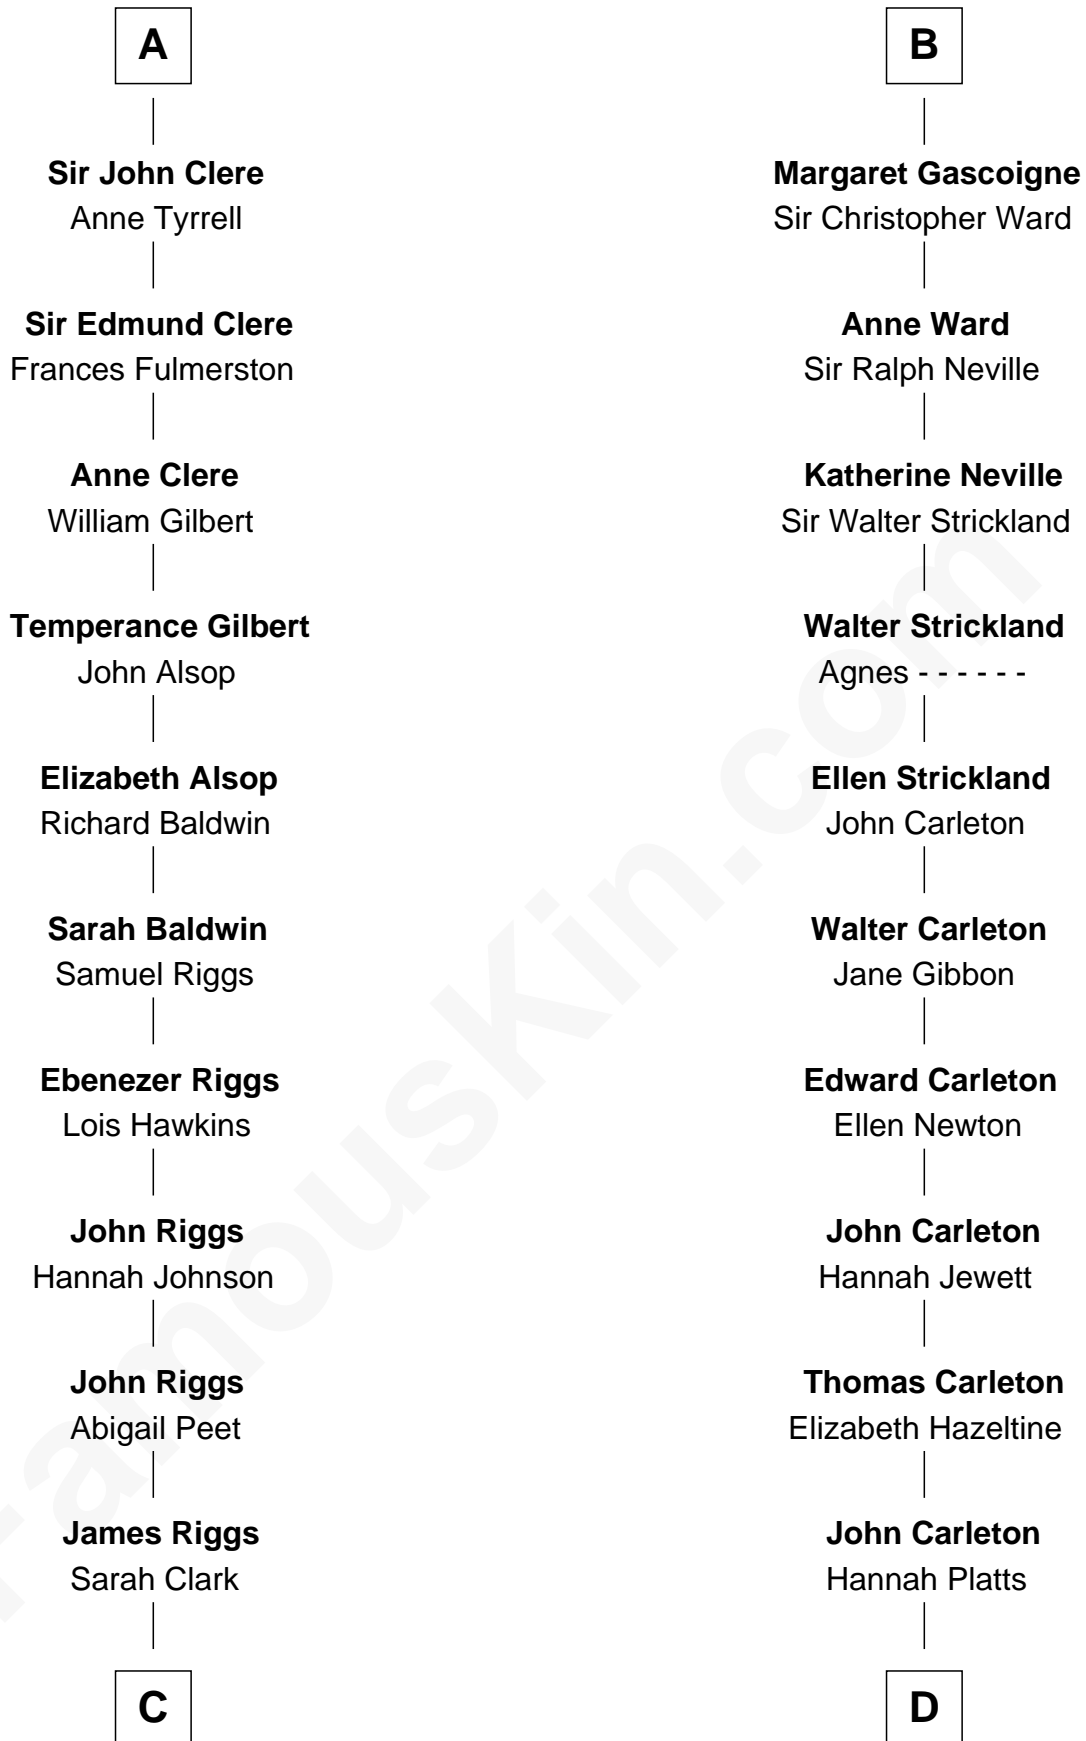 A
Sir John Clere
Anne Tyrrell
Sir Edmund Clere
Frances Fulmerston
Anne Clere
William Gilbert
Temperance Gilbert
John Alsop
Elizabeth Alsop
Richard Baldwin
Sarah Baldwin
Samuel Riggs
Ebenezer Riggs
Lois Hawkins
John Riggs
Hannah Johnson
John Riggs
Abigail Peet
James Riggs
Sarah Clark
C
B
Margaret Gascoigne
Sir Christopher Ward
Anne Ward
Sir Ralph Neville
Katherine Neville
Sir Walter Strickland
Walter Strickland
Agnes - - - - - -
Ellen Strickland
John Carleton
Walter Carleton
Jane Gibbon
Edward Carleton
Ellen Newton
John Carleton
Hannah Jewett
Thomas Carleton
Elizabeth Hazeltine
John Carleton
Hannah Platts
D
FamousKin.com